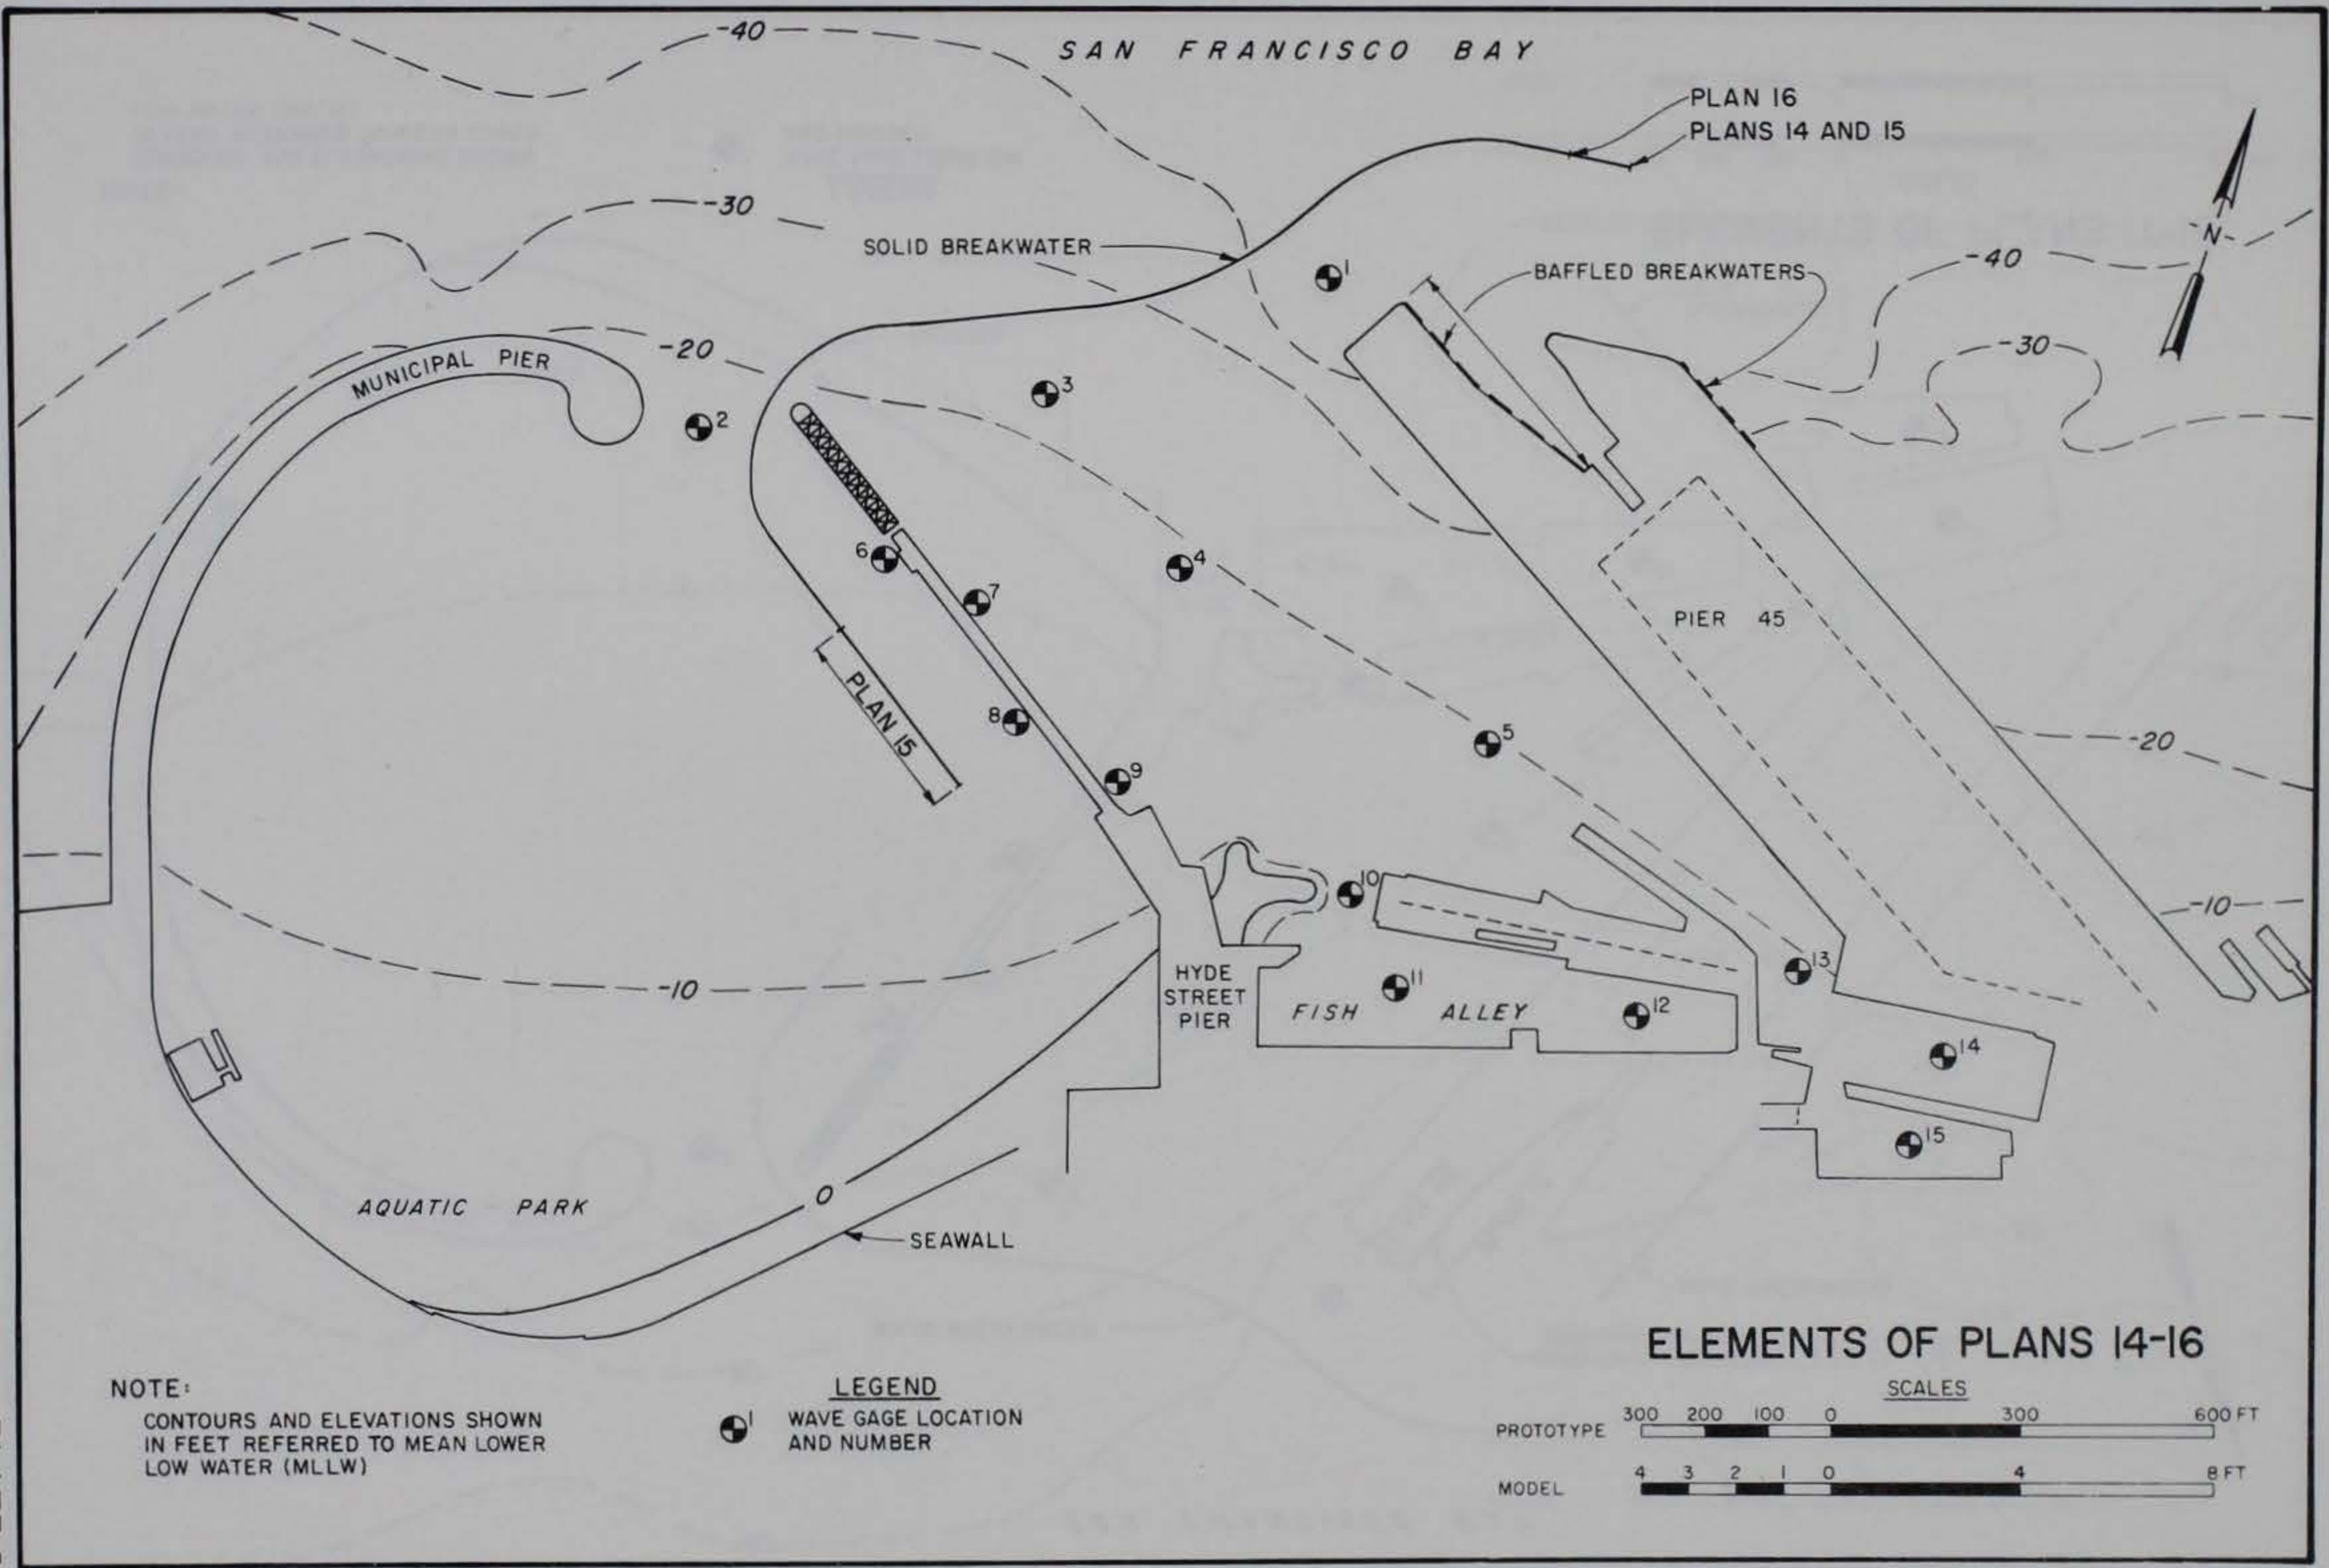 -40
SAN FRANCISCO BAY
PLAN 16
PLANS 14 AND 15
-30
SOLID BREAKWATER
1
BAFFLED BREAKWATERS
-40
N
MUNICIPAL PIER
-20
-30
2
3
6
4
7
PIER 45
PLAN 15
8
5
-20
9
10
-10
-10
HYDE
STREET
PIER
11
FISH ALLEY
12
13
14
15
AQUATIC PARK
0
SEAWALL
ELEMENTS OF PLANS 14-16
NOTE:
CONTOURS AND ELEVATIONS SHOWN
IN FEET REFERRED TO MEAN LOWER
LOW WATER (MLLW)
LEGEND
1 WAVE GAGE LOCATION
AND NUMBER
SCALES
300 200 100 0 300 600 FT
PROTOTYPE
4 3 2 1 0 4 8 FT
MODEL